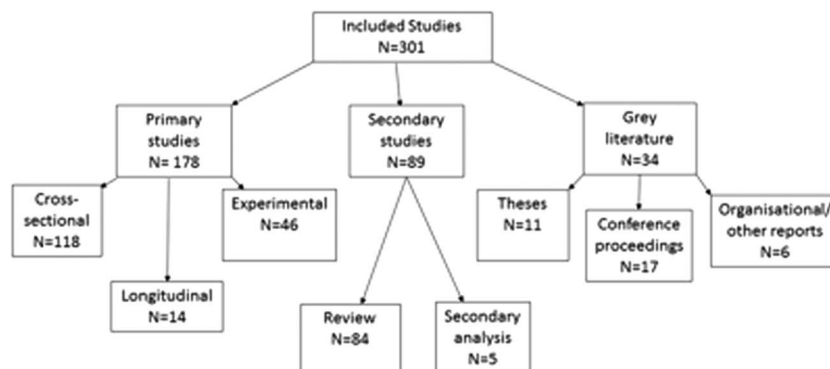 Included Studies
N=301
Primary
studies
N= 178
Secondary
studies
N=89
Grey
literature
N=34
Cross-
sectional
N=118
Longitudinal
N=14
Experimental
N=46
Review
N=84
Secondary
analysis
N=5
Theses
N=11
Conference
proceedings
N=17
Organisational/
other reports
N=6